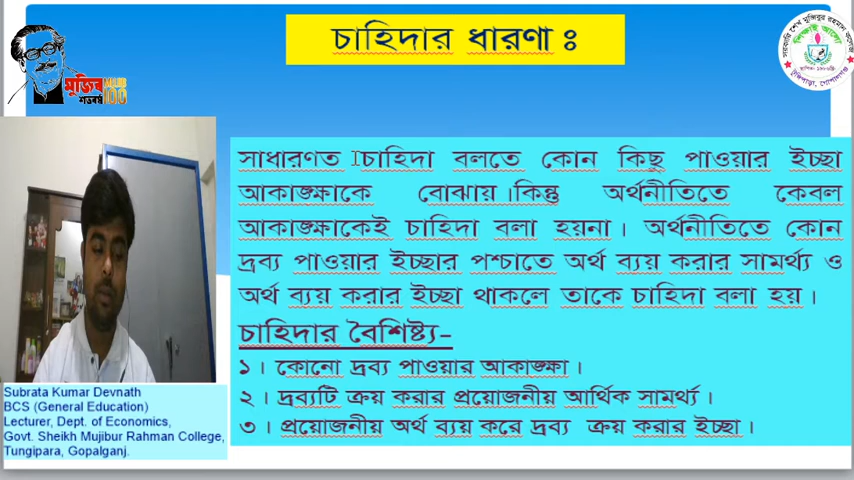 চাহিদার ধারণা ঃ
মুজিব
শতবর্ষ
MUJIB
100
সাধারণত চাহিদা বলতে কোন কিছু পাওয়ার ইচ্ছা
আকাঙ্ক্ষাকে বোঝায়।কিন্তু অর্থনীতিতে কেবল
আকাঙ্ক্ষাকেই চাহিদা বলা হয়না। অর্থনীতিতে কোন
দ্রব্য পাওয়ার ইচ্ছার পশ্চাতে অর্থ ব্যয় করার সামর্থ্য ও
অর্থ ব্যয় করার ইচ্ছা থাকলে তাকে চাহিদা বলা হয়।
চাহিদার বৈশিষ্ট্য-
১। কোনো দ্রব্য পাওয়ার আকাঙ্ক্ষা।
২। দ্রব্যটি ক্রয় করার প্রয়োজনীয় আর্থিক সামর্থ্য।
৩। প্রয়োজনীয় অর্থ ব্যয় করে দ্রব্য ক্রয় করার ইচ্ছা।
Subrata Kumar Devnath
BCS (General Education)
Lecturer, Dept. of Economics,
Govt. Sheikh Mujibur Rahman College,
Tungipara, Gopalganj.